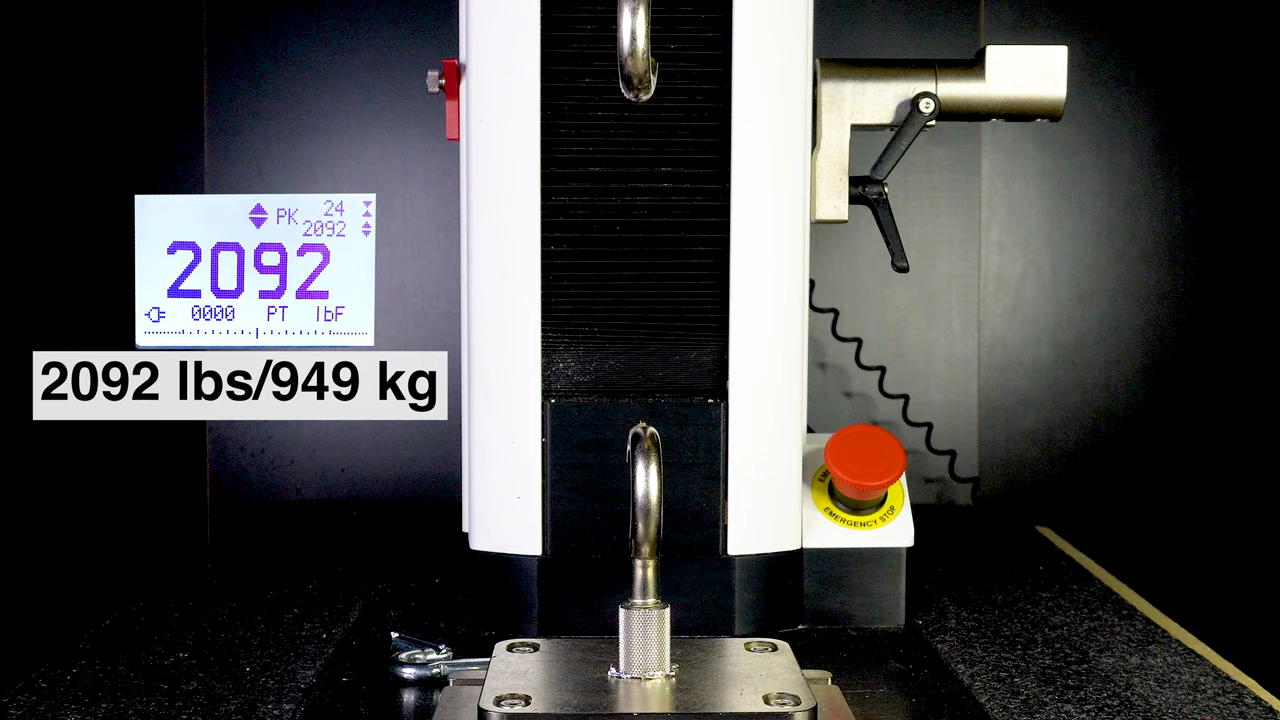 24
PK
2092
2092
0000 PT lbF
2092 lbs/949 kg
EMERGENCY STOP